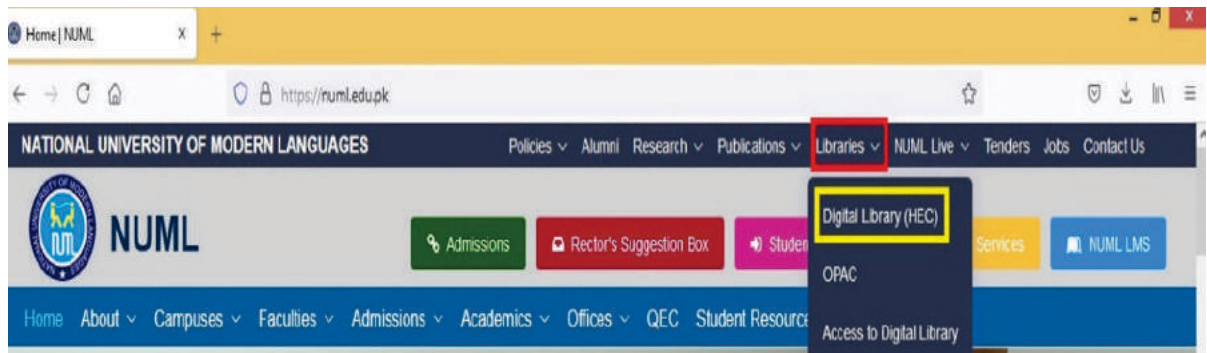 Home | NUML
https://numl.edu.pk
NATIONAL UNIVERSITY OF MODERN LANGUAGES Policies Alumni Research Publications Libraries NUML Live Tenders Jobs Contact Us
NUML Admissions Rector's Suggestion Box Services NUML LMS
Digital Library (HEC)
OPAC
Home About Campuses Faculties Admissions Academics Offices QEC Student
Access to Digital Library